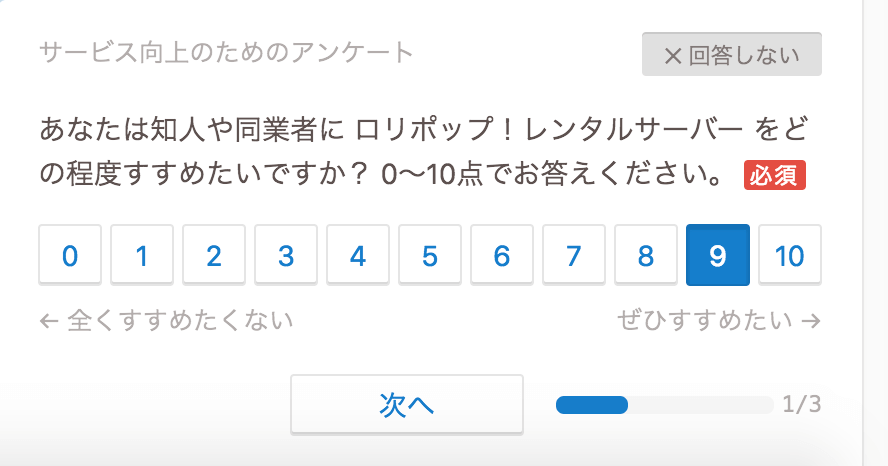 サービス向上のためのアンケート
× 回答しない
あなたは知人や同業者に ロリポップ！レンタルサーバー をど
の程度すすめたいですか？ 0〜10点でお答えください。 必須
0 1 2 3 4 5 6 7 8 9 10
← 全くすすめたくない
ぜひすすめたい →
次へ
1/3